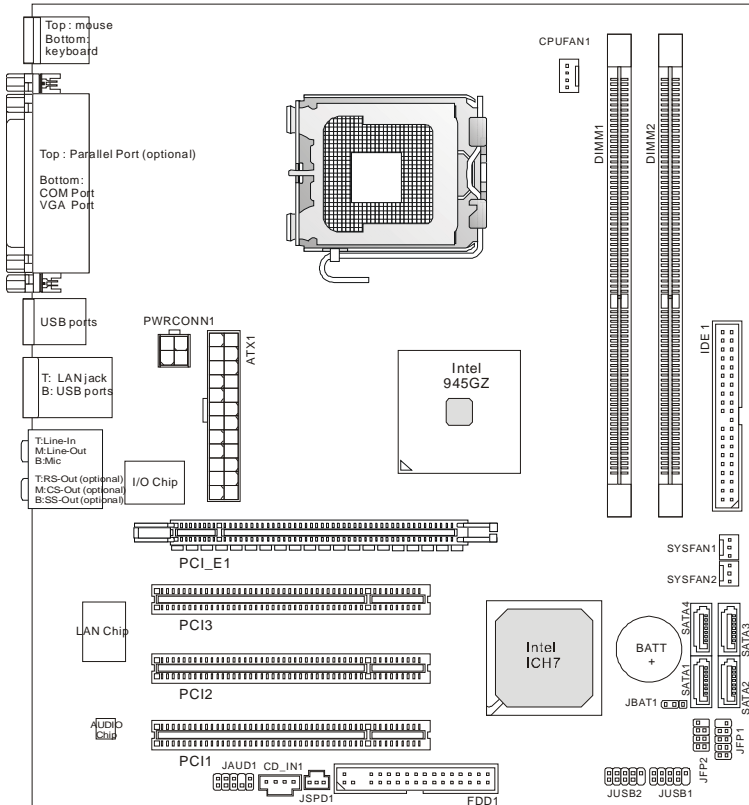 Top : mouse
Bottom:
keyboard
CPUFAN1
DIMM1
DIMM2
Top : Parallel Port (optional)
Bottom:
COM Port
VGA Port
USB ports
PWRCONN1
ATX1
IDE 1
T: LAN jack
B: USB ports
Intel
945GZ
T:Line-In
M:Line-Out
B:Mic
T:RS-Out (optional)
M:CS-Out (optional)
B:SS-Out (optional)
I/O Chip
PCI_E1
SYSFAN1
SYSFAN2
PCI3
LAN Chip
Intel
ICH7
BATT
+
SATA4
SATA3
SATA1
SATA2
PCI2
JBAT1
AUDIO
Chip
PCI1
JFP1
JFP2
JAUD1
CD_IN1
JSPD1
FDD1
JUSB2
JUSB1